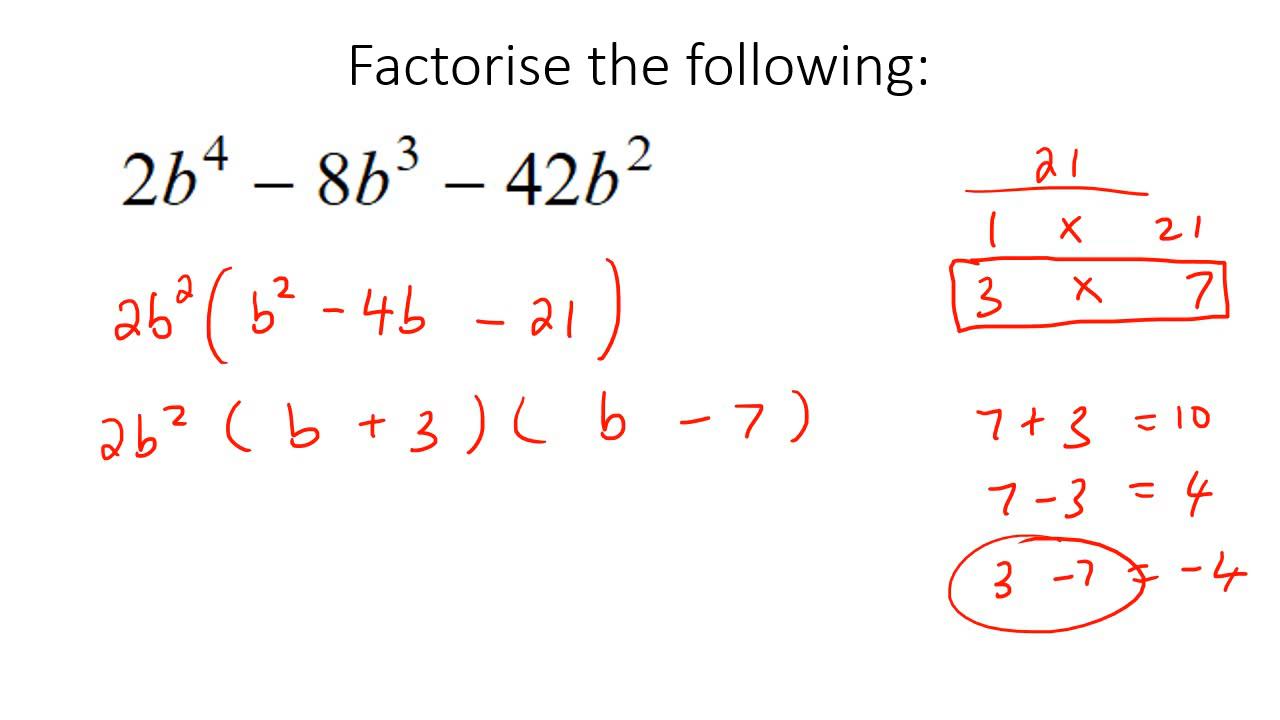 Factorise the following:
2b⁴ – 8b³ – 42b²
2b² ( b² - 4b - 21 )
2b² ( b + 3 ) ( b - 7 )
21
1 × 21
3 × 7
7 + 3 = 10
7 - 3 = 4
3 - 7 = - 4